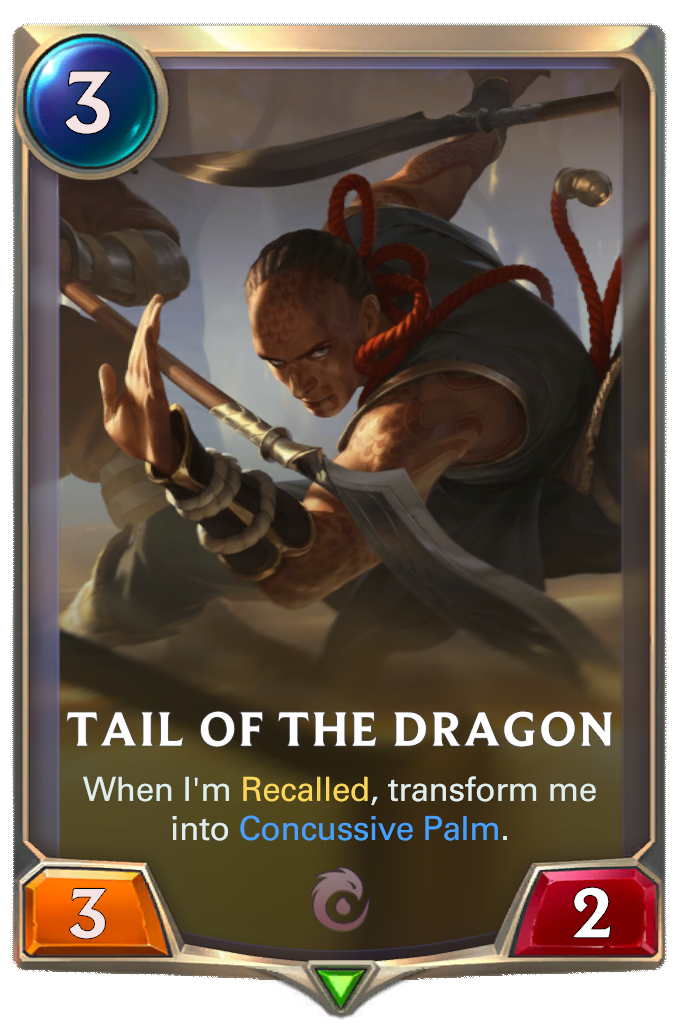 3
TAIL OF THE DRAGON
When I'm Recalled, transform me
into Concussive Palm.
3
2